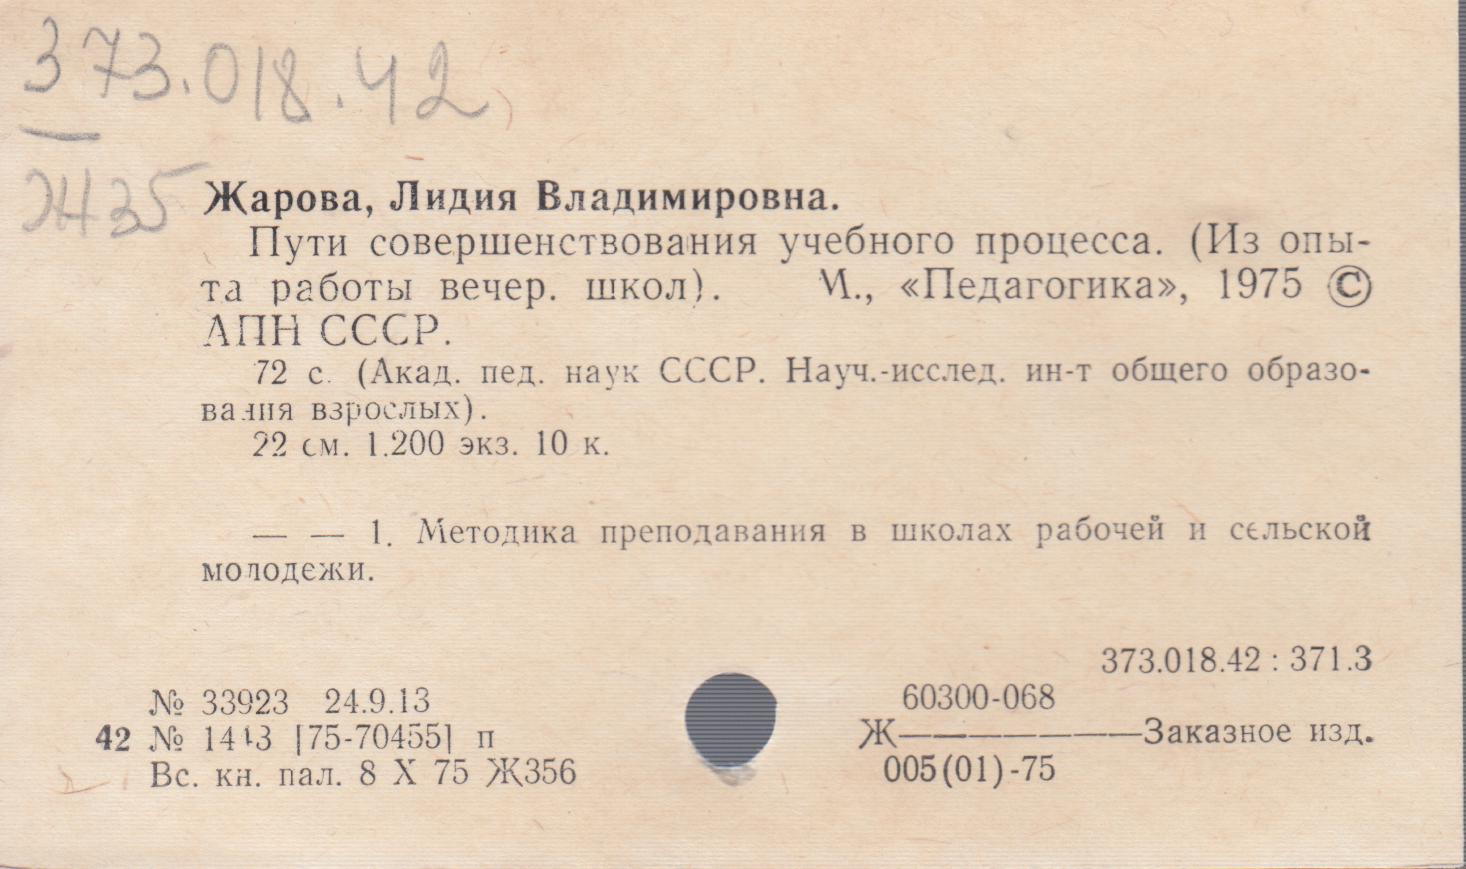 373.018.42
Ж35
Жарова, Лидия Владимировна.
Пути совершенствования учебного процесса. (Из опы-
та работы вечер. школ). М., «Педагогика», 1975 ©
АПН СССР.
72 с. (Акад. пед. наук СССР. Науч.-исслед. ин-т общего образо-
вания взрослых).
22 см. 1.200 экз. 10 к.
— — 1. Методика преподавания в школах рабочей и сельской
молодежи.
373.018.42 : 371.3
№ 33923 24.9.13
60300-068
42 № [75-70455] п
Ж——————Заказное изд.
Вс. кн. пал. 8 X 75 Ж356
005(01)-75